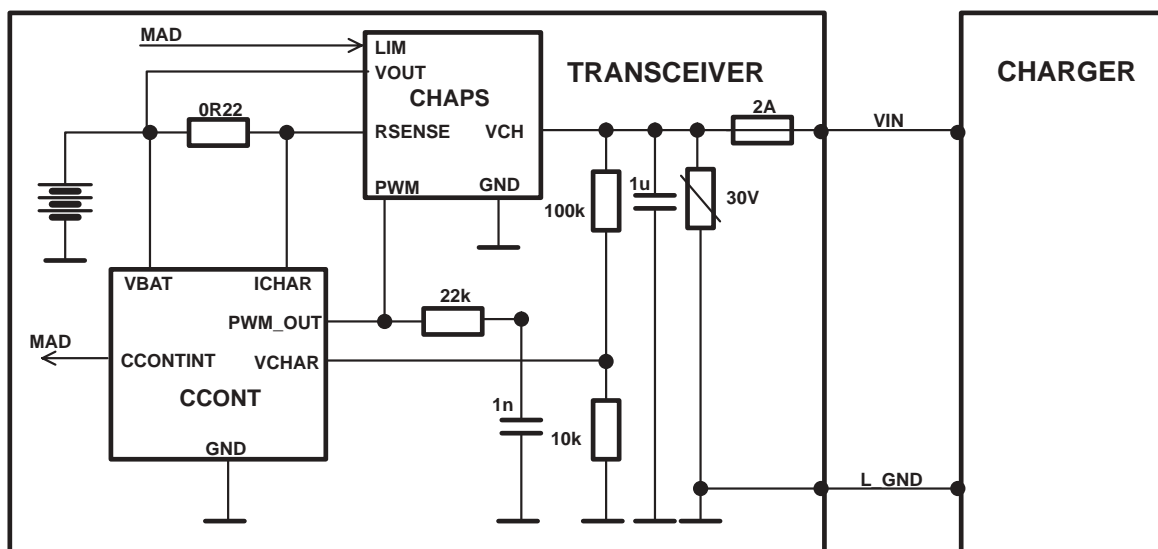 MAD
LIM
VOUT
TRANSCEIVER
CHARGER
CHAPS
0R22
2A
VIN
RSENSE
VCH
PWM
GND
1u
30V
100k
VBAT
ICHAR
22k
PWM_OUT
MAD
CCONTINT
VCHAR
CCONT
1n
10k
GND
L_GND